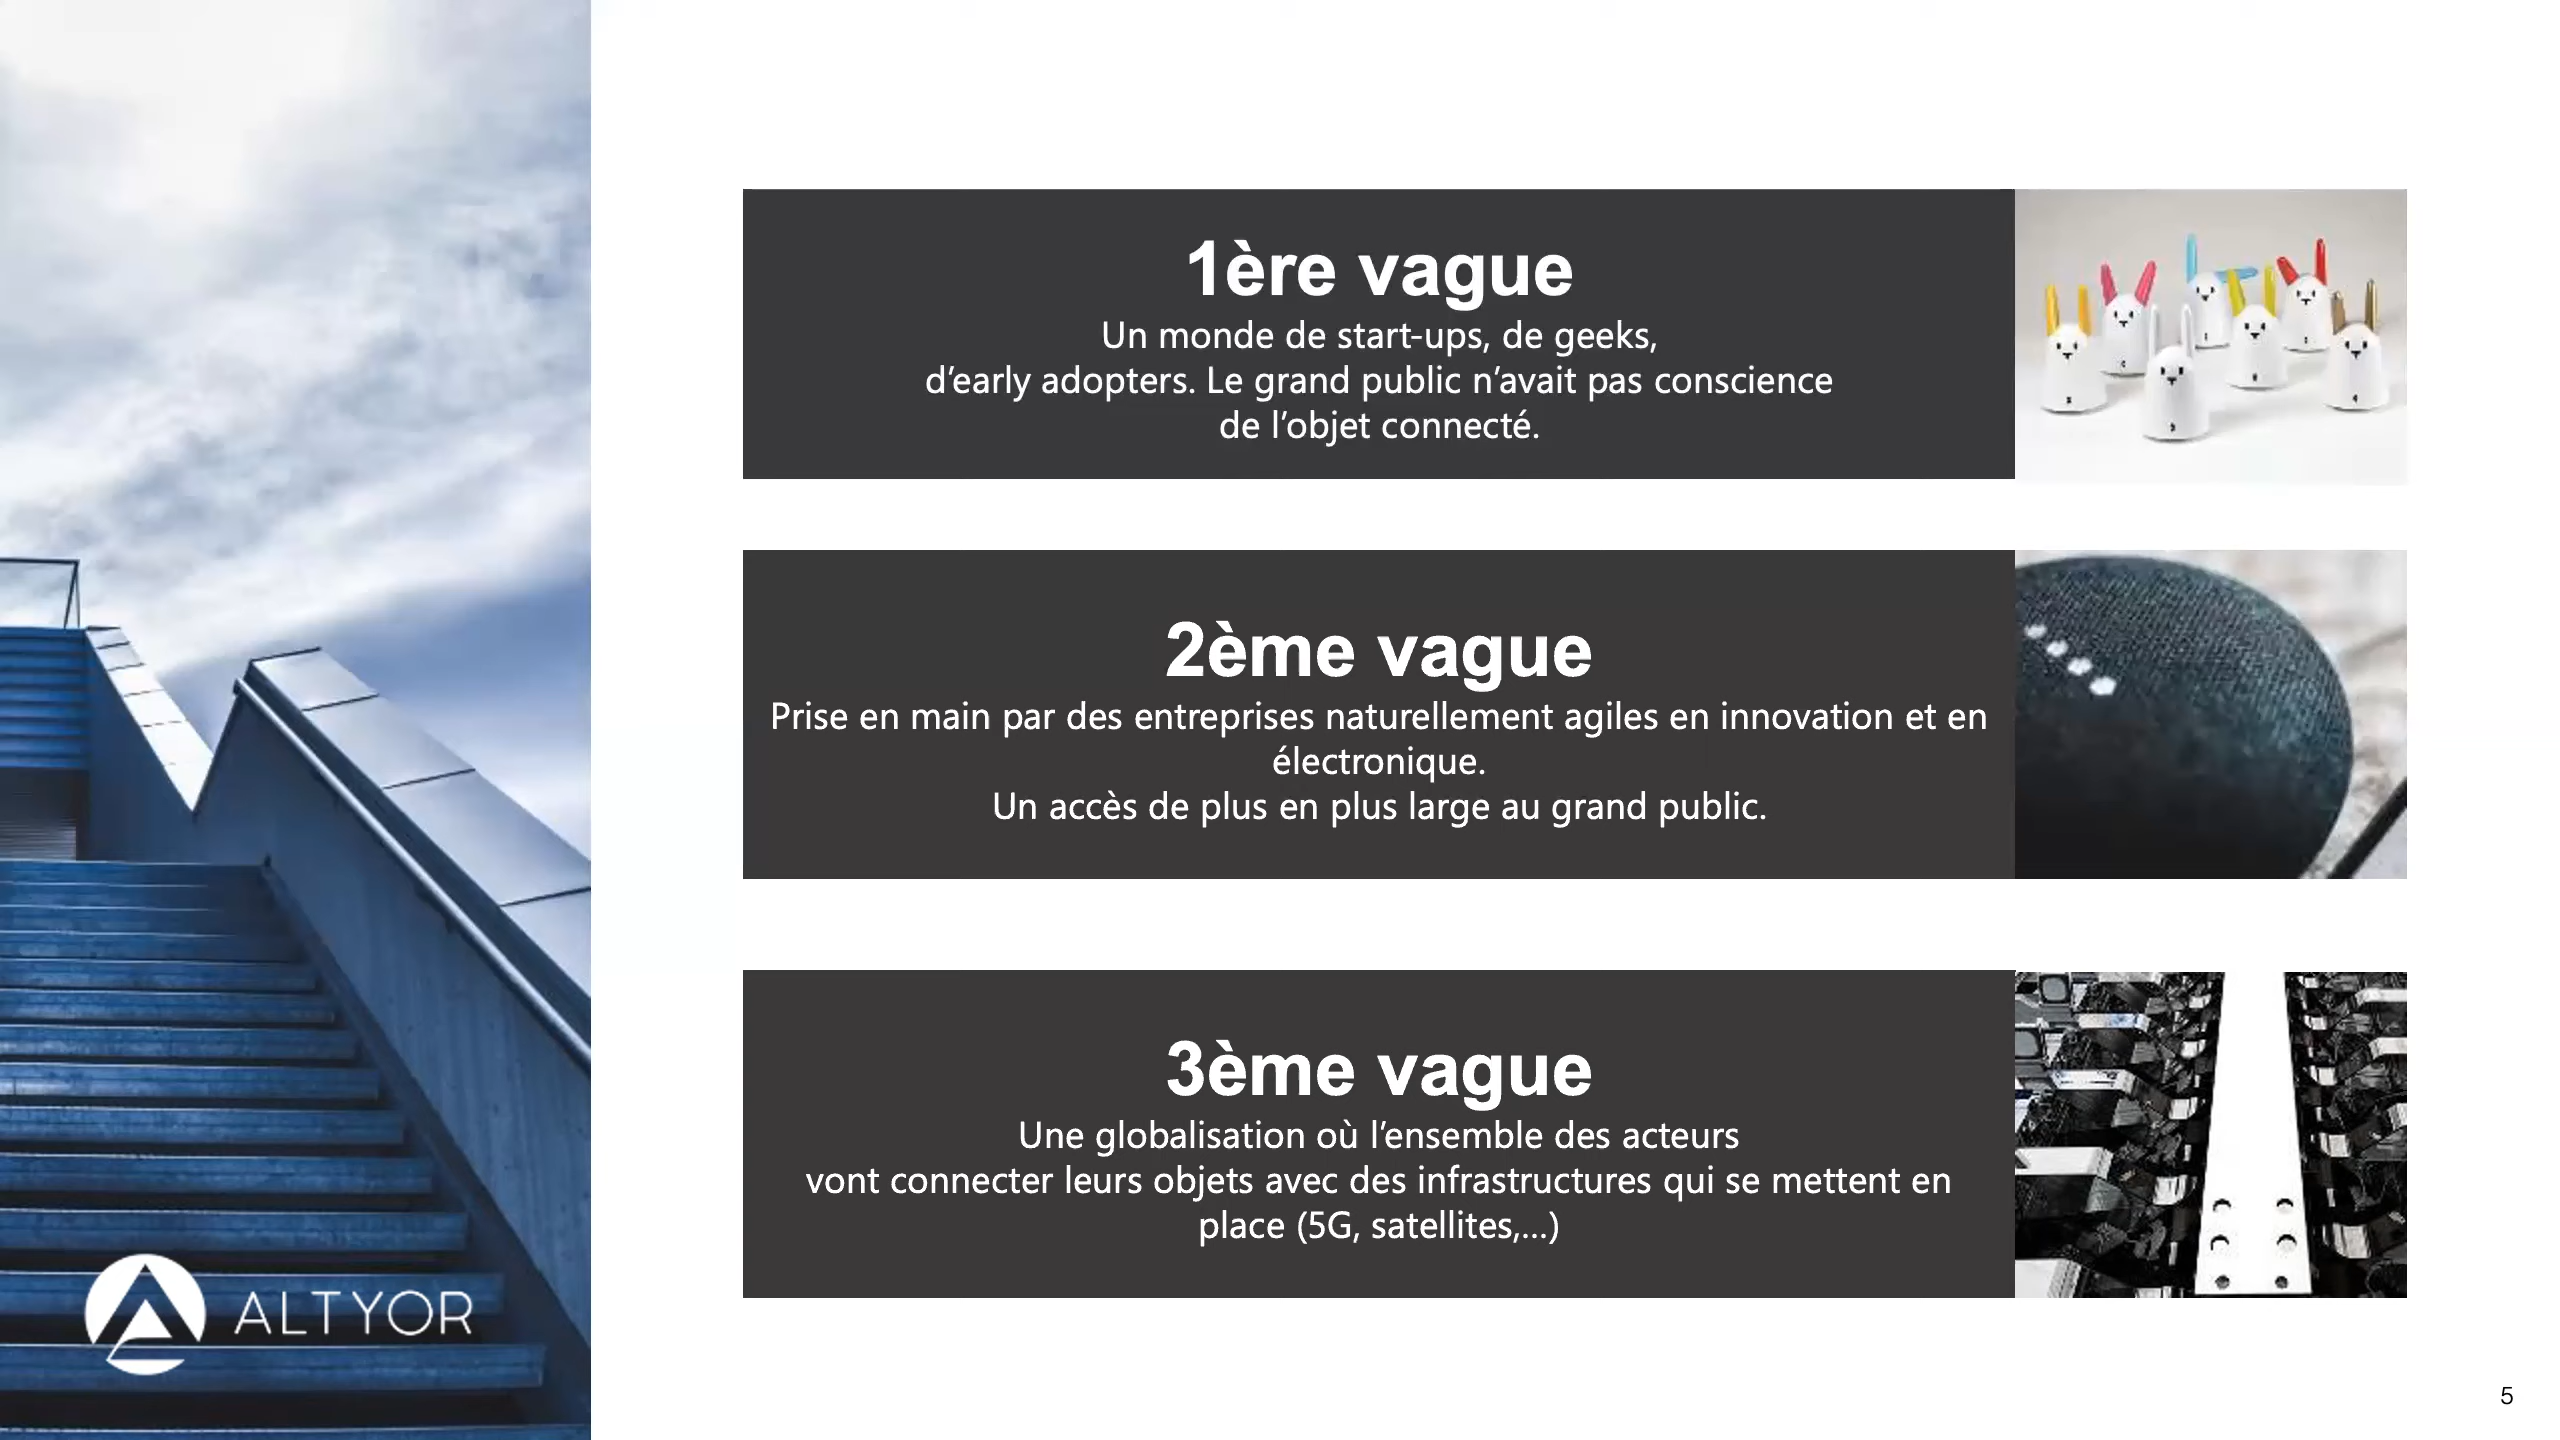 1ère vague
Un monde de start-ups, de geeks,
d’early adopters. Le grand public n’avait pas conscience
de l’objet connecté.
2ème vague
Prise en main par des entreprises naturellement agiles en innovation et en
électronique.
Un accès de plus en plus large au grand public.
3ème vague
Une globalisation où l’ensemble des acteurs
vont connecter leurs objets avec des infrastructures qui se mettent en
place (5G, satellites,...)
ALTYOR
5